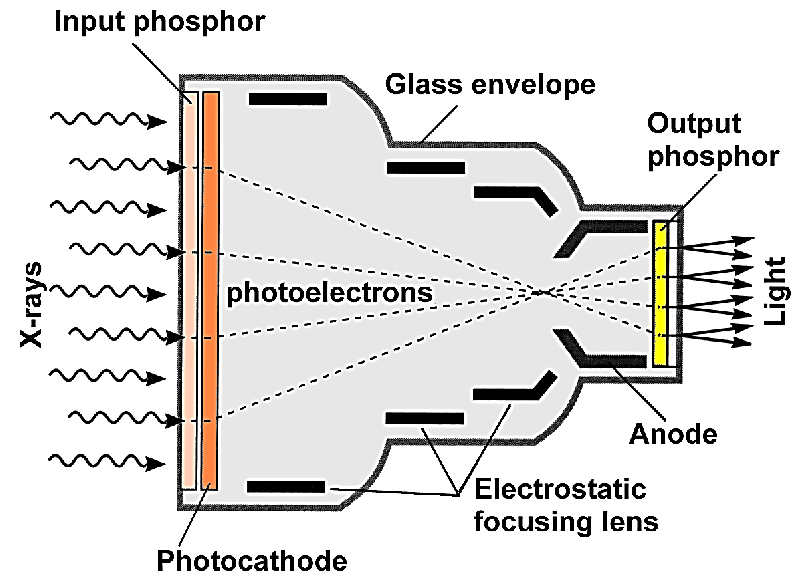 Input phosphor
Glass envelope
Output
phosphor
X-rays
photoelectrons
Light
Anode
Electrostatic
focusing lens
Photocathode